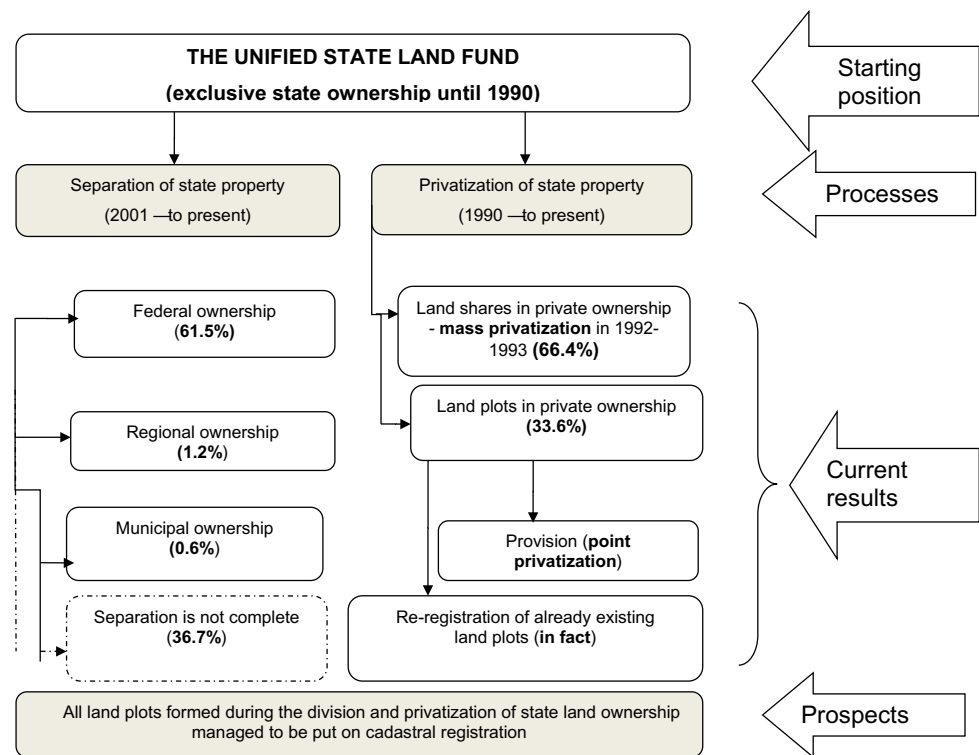 THE UNIFIED STATE LAND FUND
(exclusive state ownership until 1990)
Starting
position
Separation of state property
(2001 —to present)
Privatization of state property
(1990 —to present)
Processes
Federal ownership
(61.5%)
Regional ownership
(1.2%)
Municipal ownership
(0.6%)
Separation is not complete
(36.7%)
Land shares in private ownership
- mass privatization in 1992-
1993 (66.4%)
Land plots in private ownership
(33.6%)
Provision (point
privatization)
Re-registration of already existing
land plots (in fact)
Current
results
All land plots formed during the division and privatization of state land ownership
managed to be put on cadastral registration
Prospects